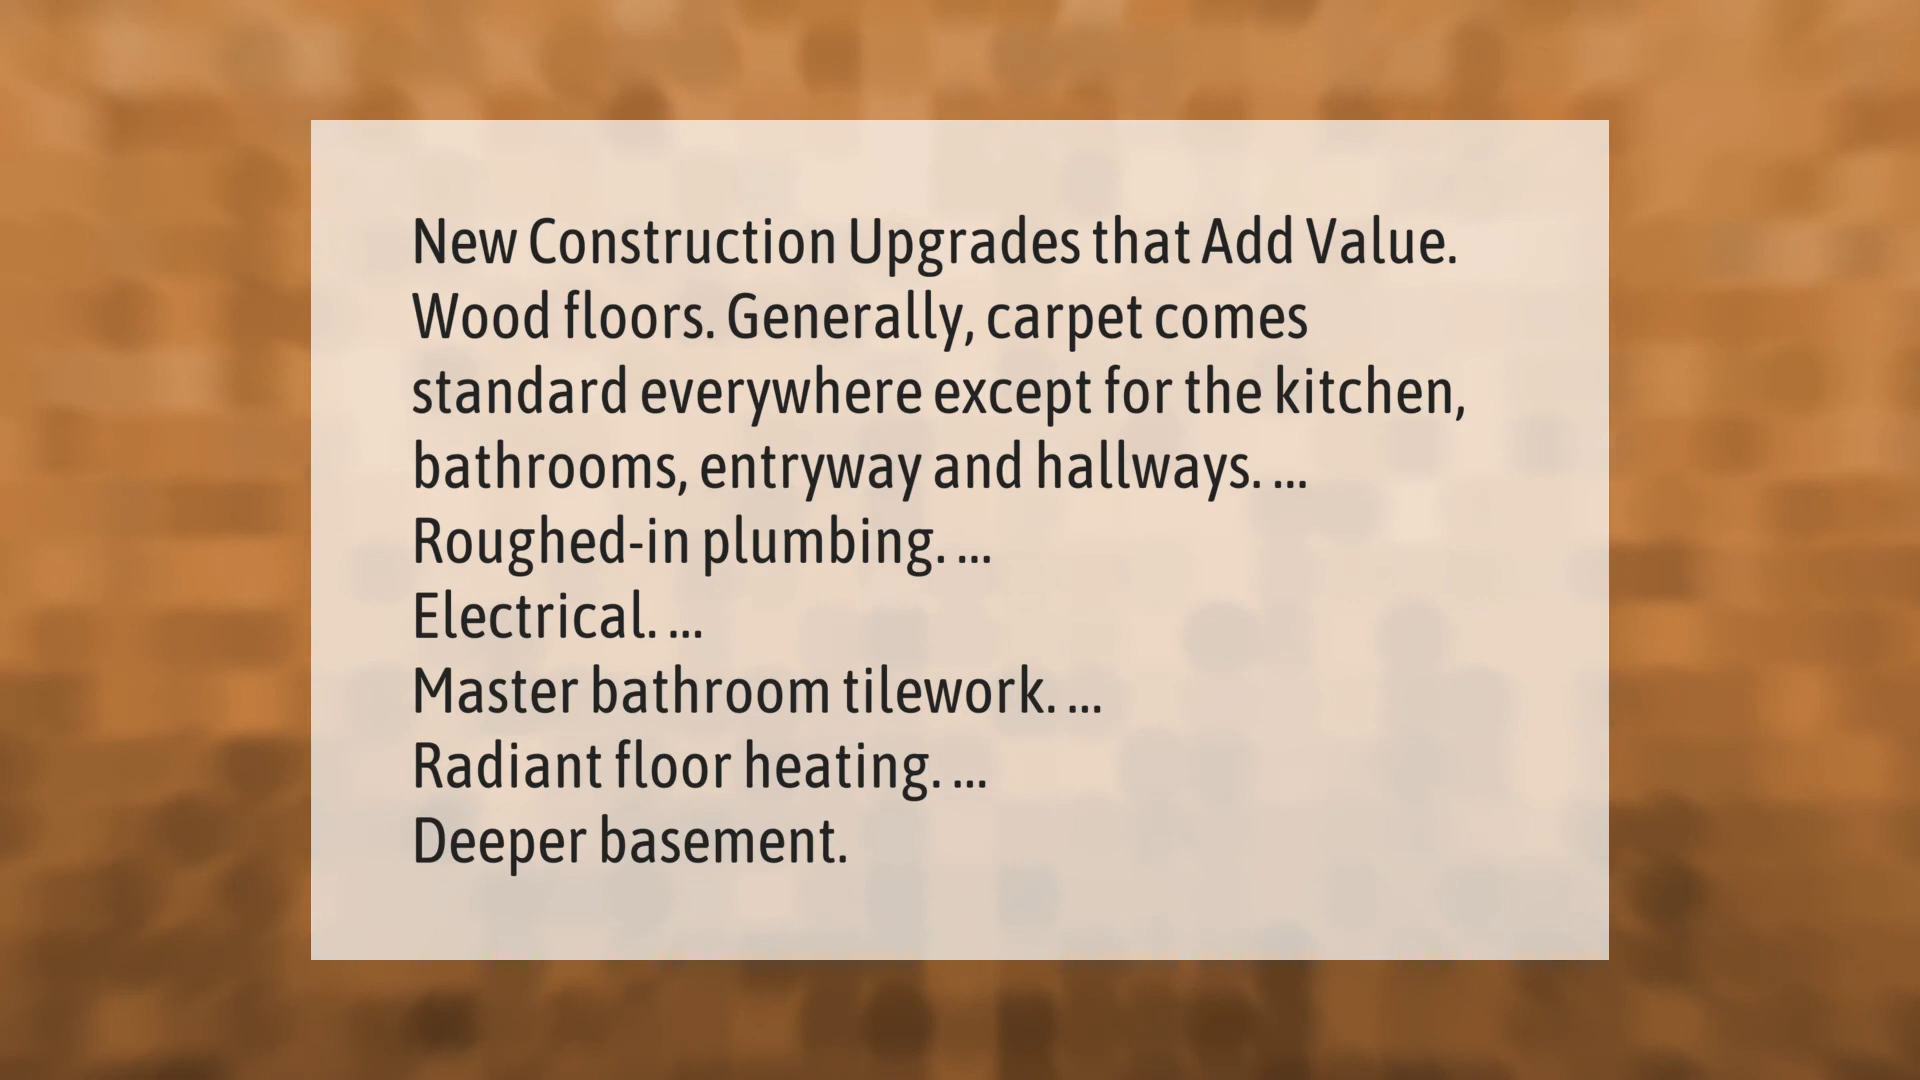 New Construction Upgrades that Add Value.
Wood floors. Generally, carpet comes
standard everywhere except for the kitchen,
bathrooms, entryway and hallways. ...
Roughed-in plumbing. ...
Electrical. ...
Master bathroom tilework. ...
Radiant floor heating. ...
Deeper basement.